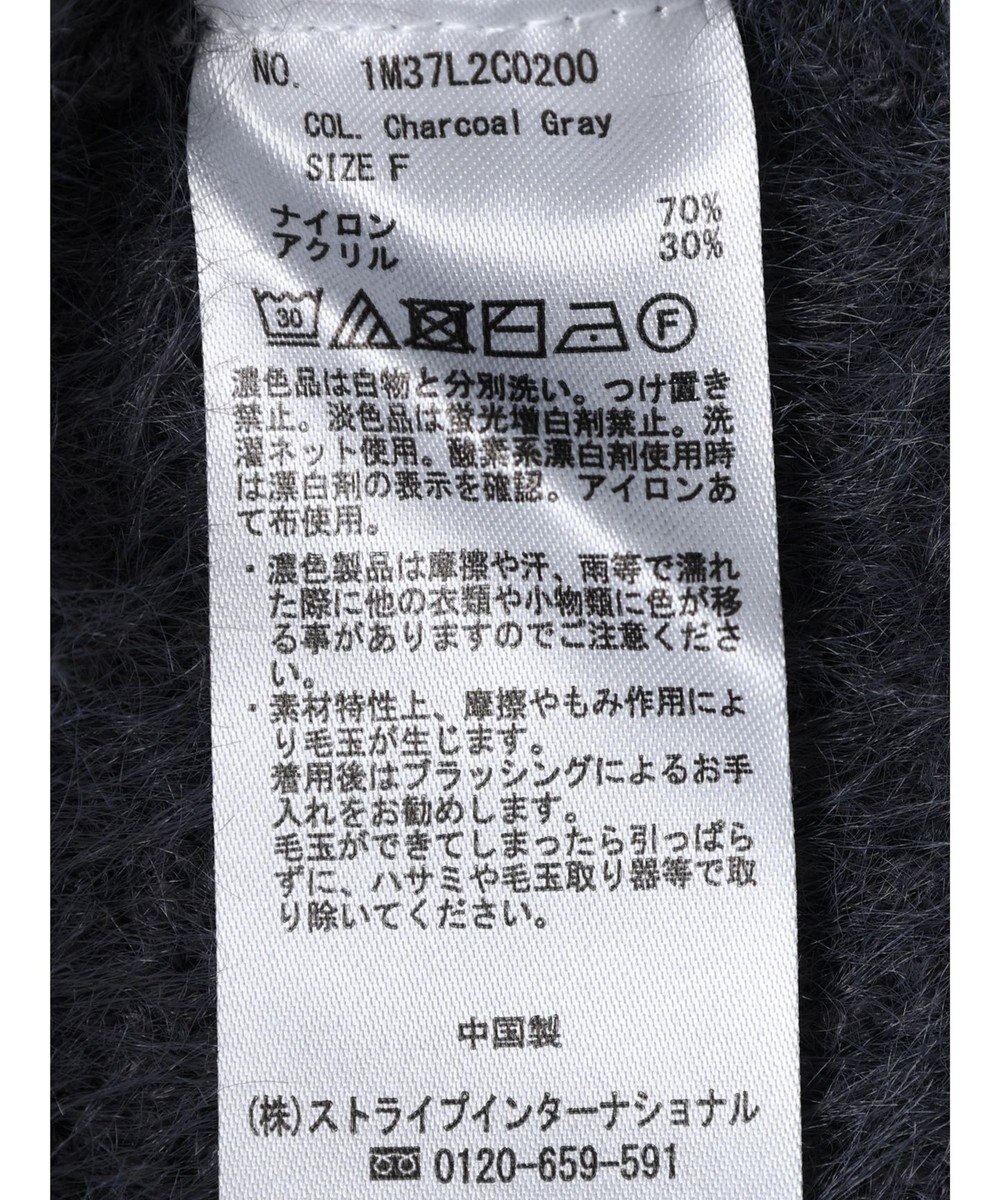 NO. 1M37L2C0200
COL. Charcoal Gray
SIZE F
ナイロン 70%
アクリル 30%
30 F
濃色品は白物と分別洗い。つけ置き
禁止。淡色品は蛍光増白剤禁止。洗
濯ネット使用。酸素系漂白剤使用時
は漂白剤の表示を確認。アイロンあ
て布使用。
・濃色製品は摩擦や汗、雨等で濡れ
た際に他の衣類や小物類に色が移
る事がありますのでご注意くださ
い。
・素材特性上、摩擦やもみ作用によ
り毛玉が生じます。
着用後はブラッシングによるお手
入れをお勧めします。
毛玉ができてしまったら引っぱら
ずに、ハサミや毛玉取り器等で取
り除いてください。
中国製
(株)ストライプインターナショナル
0120-659-591